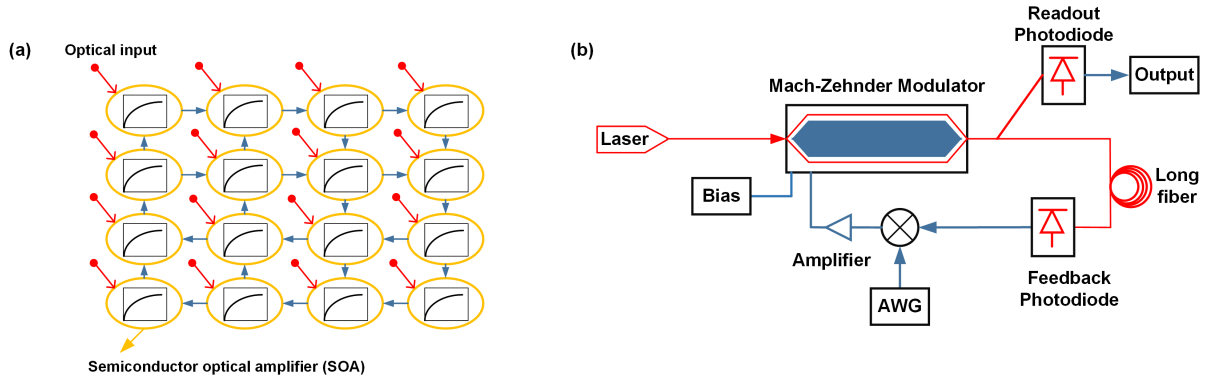 (a)
Optical input
Semiconductor optical amplifier (SOA)
(b)
Readout
Photodiode
Output
Mach-Zehnder Modulator
Laser
Bias
Long
fiber
Amplifier
Feedback
Photodiode
AWG